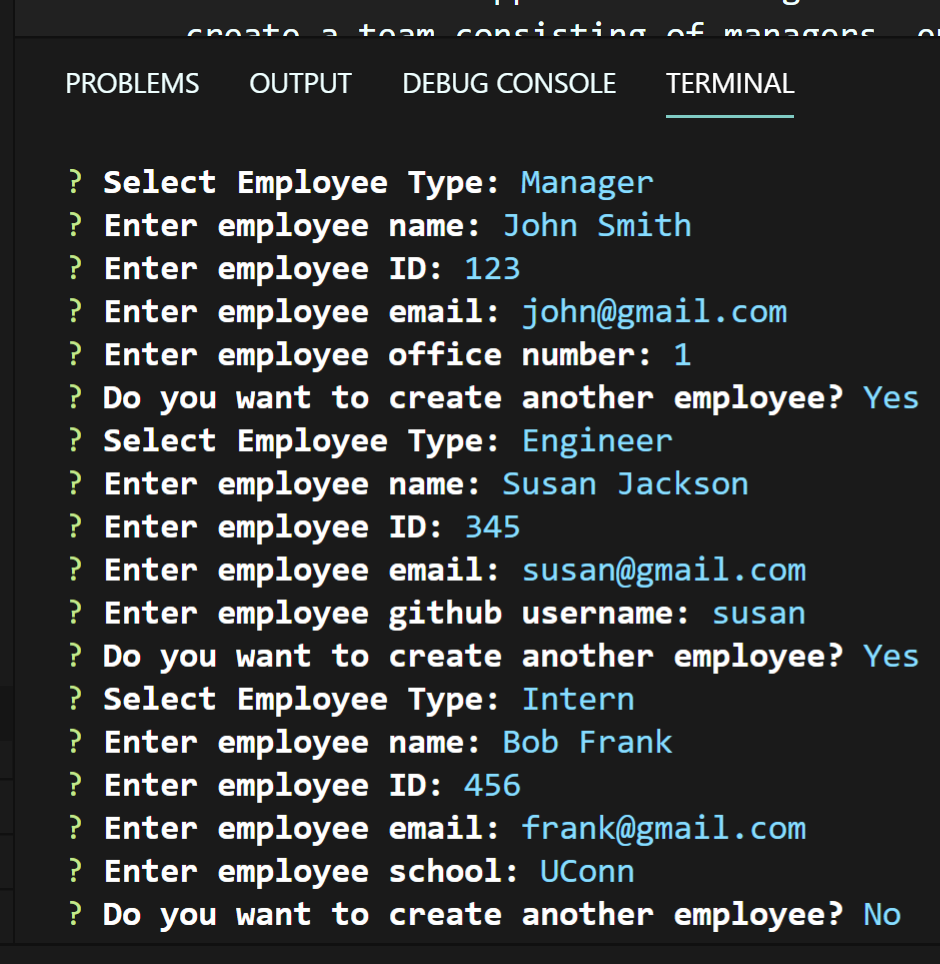 create a team consisting of managers,
PROBLEMS OUTPUT DEBUG CONSOLE TERMINAL
? Select Employee Type: Manager
? Enter employee name: John Smith
? Enter employee ID: 123
? Enter employee email: john@gmail.com
? Enter employee office number: 1
? Do you want to create another employee? Yes
? Select Employee Type: Engineer
? Enter employee name: Susan Jackson
? Enter employee ID: 345
? Enter employee email: susan@gmail.com
? Enter employee github username: susan
? Do you want to create another employee? Yes
? Select Employee Type: Intern
? Enter employee name: Bob Frank
? Enter employee ID: 456
? Enter employee email: frank@gmail.com
? Enter employee school: UConn
? Do you want to create another employee? No